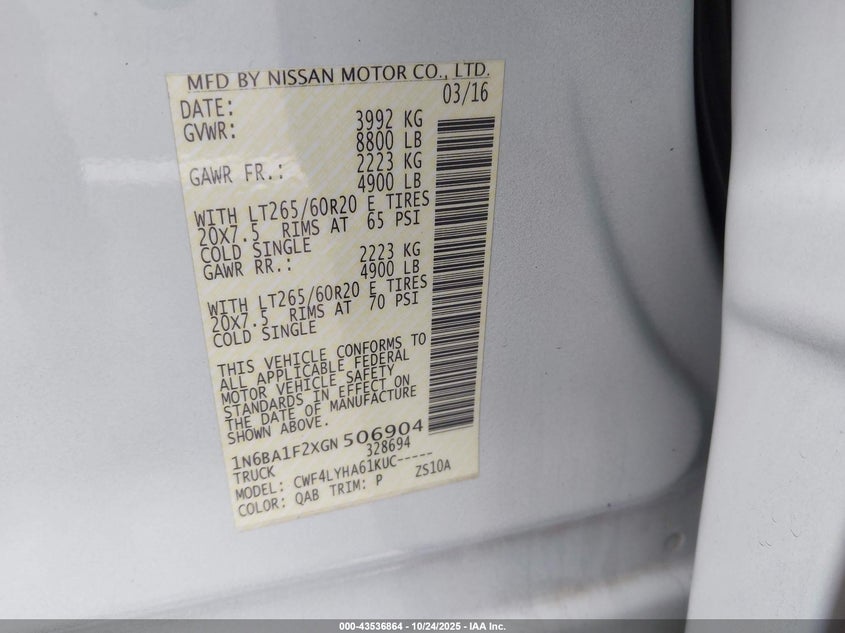 MFD BY NISSAN MOTOR CO., LTD.
DATE: 03/16
GVWR: 3992 KG
8800 LB
GAWR FR.: 2223 KG
4900 LB
WITH LT265/60R20 E TIRES
20X7.5 RIMS AT 65 PSI
COLD SINGLE
GAWR RR.: 2223 KG
4900 LB
WITH LT265/60R20 E TIRES
20X7.5 RIMS AT 70 PSI
COLD SINGLE
THIS VEHICLE CONFORMS TO
ALL APPLICABLE FEDERAL
MOTOR VEHICLE SAFETY
STANDARDS IN EFFECT ON
THE DATE OF MANUFACTURE
SHOWN ABOVE.
1N6BA1F2XGN506904
TRUCK 328694
MODEL: CWF4LYHA61KUC-----
COLOR: QAB TRIM: P ZS10A
000-43536864 - 10/24/2025 - IAA Inc.